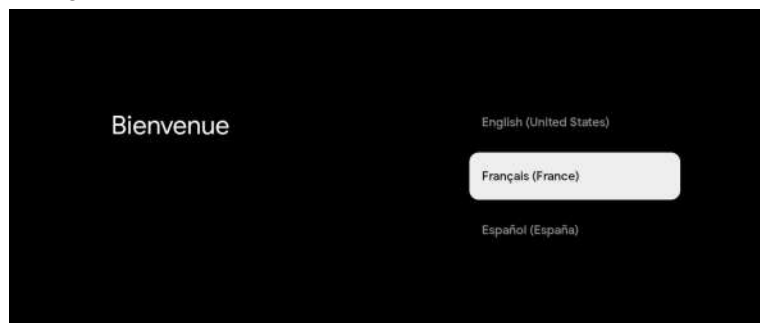 Bienvenue
English (United States)
Français (France)
Español (España)